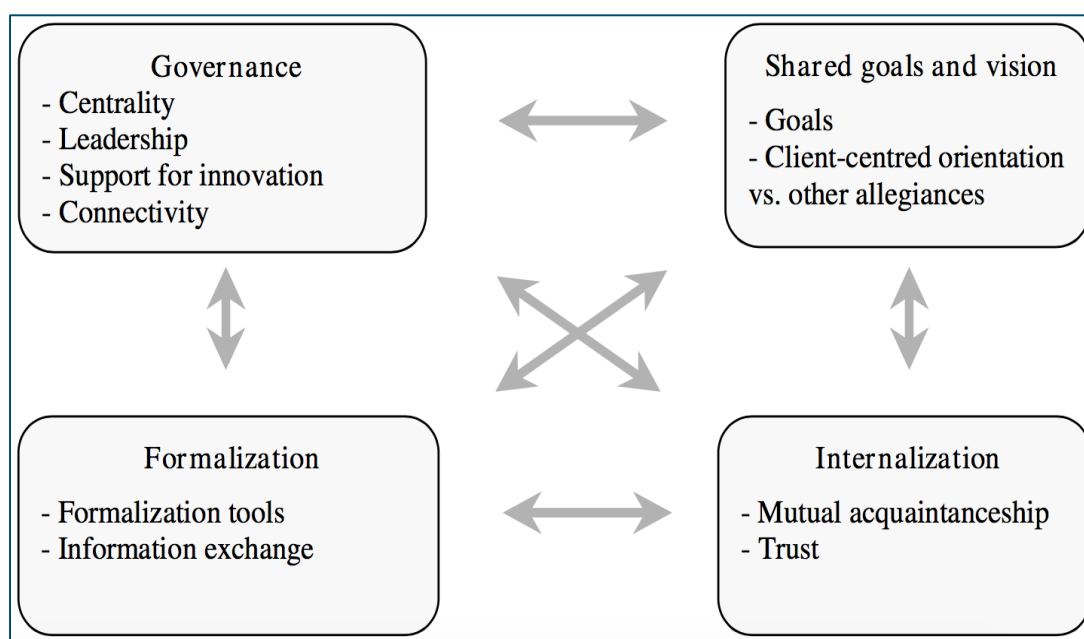 Governance
- Centrality
- Leadership
- Support for innovation
- Connectivity
Shared goals and vision
- Goals
- Client-centred orientation
vs. other allegiances
Formalization
- Formalization tools
- Information exchange
Internalization
- Mutual acquaintanceship
- Trust